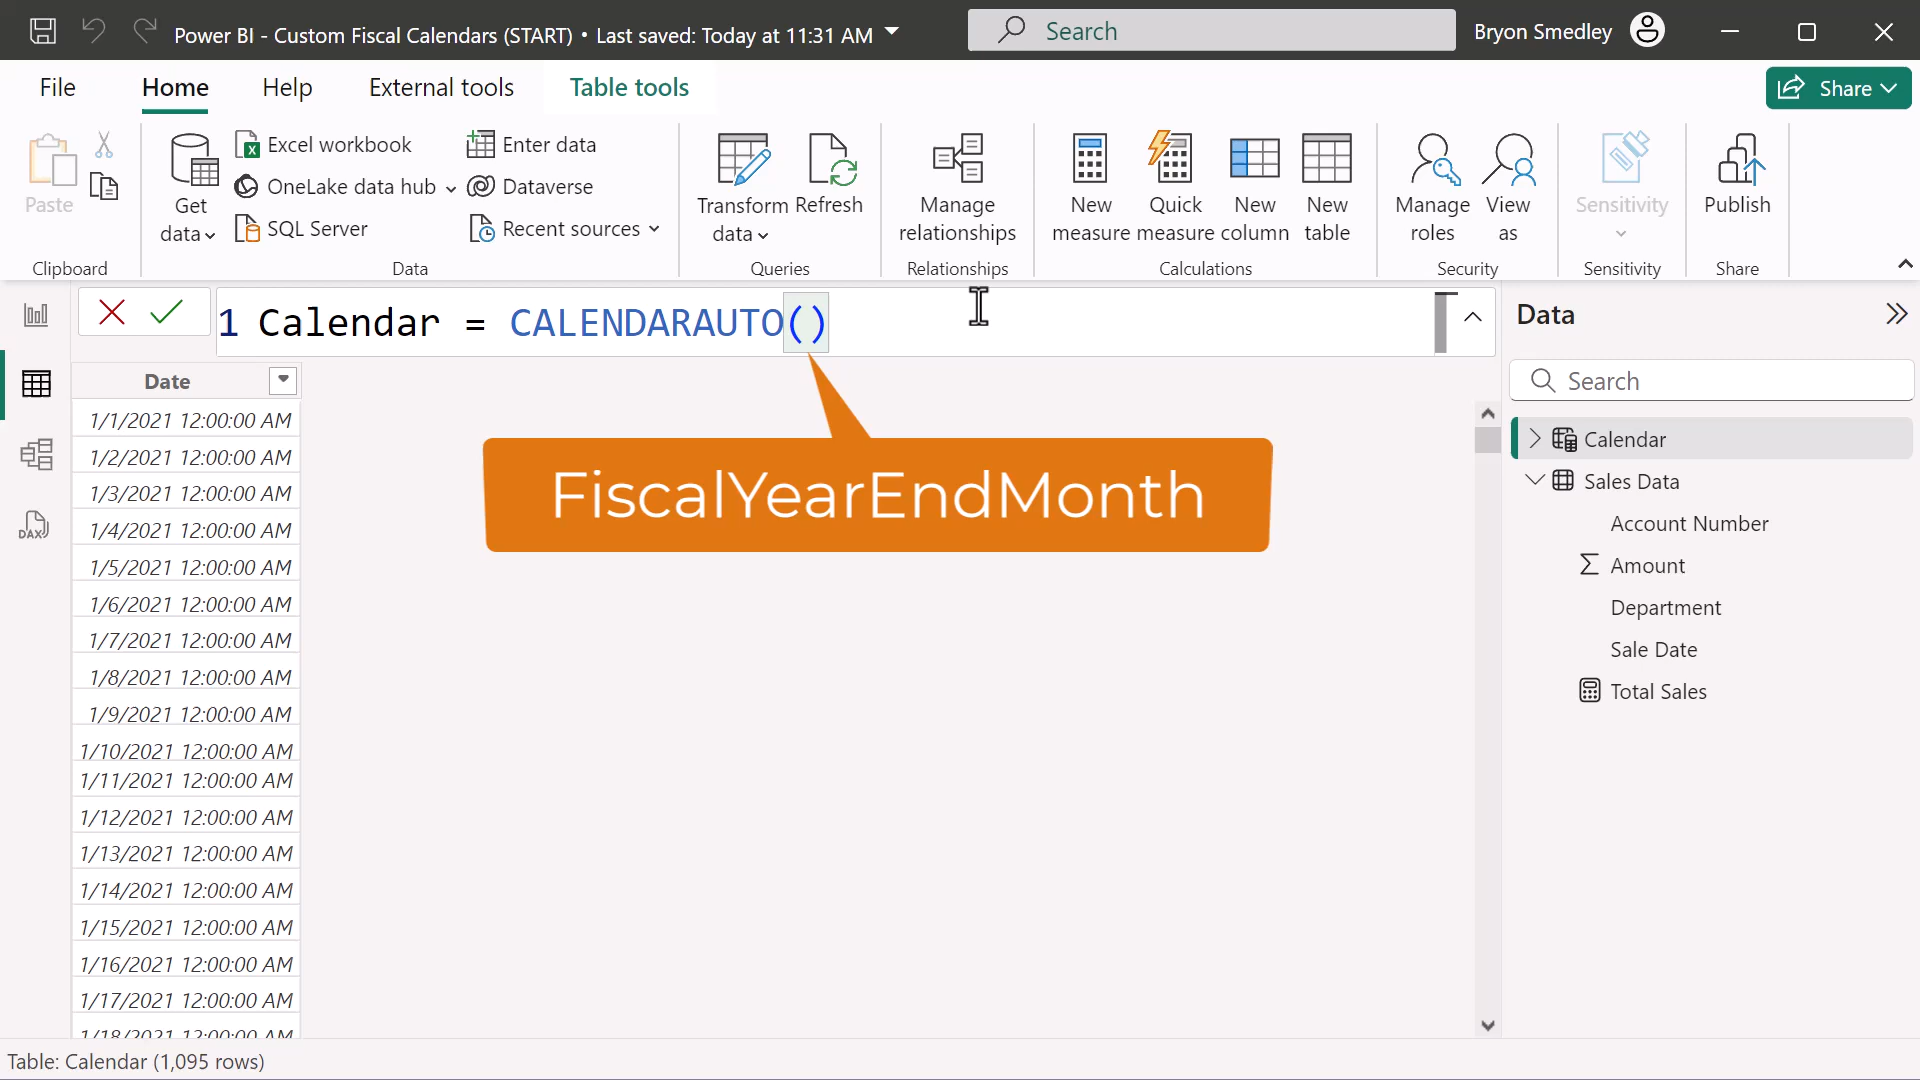 Power BI - Custom Fiscal Calendars (START) • Last saved: Today at 11:31 AM
Search
Bryon Smedley
File
Home
Help
External tools
Table tools
Share
Paste
Clipboard
Get data
Excel workbook
OneLake data hub
SQL Server
Enter data
Dataverse
Recent sources
Data
Transform data
Refresh
Queries
Manage relationships
Relationships
New measure
Quick measure
New column
New table
Calculations
Manage roles
View as
Security
Sensitivity
Sensitivity
Publish
Share
1 Calendar = CALENDARAUTO()
FiscalYearEndMonth
DAX
Date
1/1/2021 12:00:00 AM
1/2/2021 12:00:00 AM
1/3/2021 12:00:00 AM
1/4/2021 12:00:00 AM
1/5/2021 12:00:00 AM
1/6/2021 12:00:00 AM
1/7/2021 12:00:00 AM
1/8/2021 12:00:00 AM
1/9/2021 12:00:00 AM
1/10/2021 12:00:00 AM
1/11/2021 12:00:00 AM
1/12/2021 12:00:00 AM
1/13/2021 12:00:00 AM
1/14/2021 12:00:00 AM
1/15/2021 12:00:00 AM
1/16/2021 12:00:00 AM
1/17/2021 12:00:00 AM
1/18/2021 12:00:00 AM
Data
Search
Calendar
Sales Data
Account Number
Amount
Department
Sale Date
Total Sales
Table: Calendar (1,095 rows)